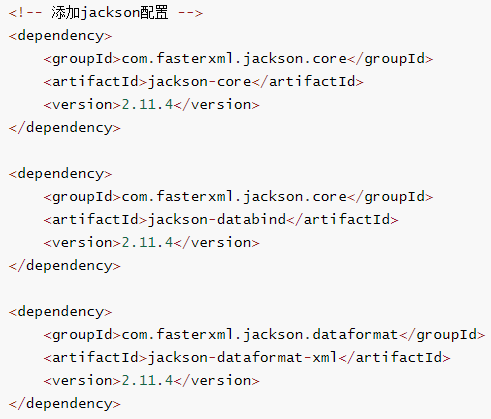 <!-- 添加jackson配置 -->
<dependency>
    <groupId>com.fasterxml.jackson.core</groupId>
    <artifactId>jackson-core</artifactId>
    <version>2.11.4</version>
</dependency>

<dependency>
    <groupId>com.fasterxml.jackson.core</groupId>
    <artifactId>jackson-databind</artifactId>
    <version>2.11.4</version>
</dependency>

<dependency>
    <groupId>com.fasterxml.jackson.dataformat</groupId>
    <artifactId>jackson-dataformat-xml</artifactId>
    <version>2.11.4</version>
</dependency>